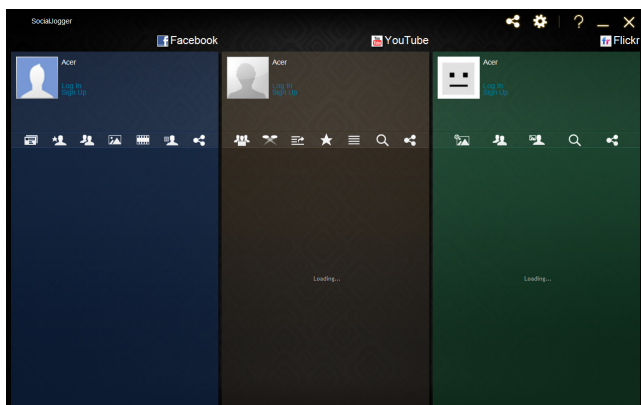 SocialJogger
Facebook
YouTube
Flickr
Acer
Log In
Sign Up
Acer
Log In
Sign Up
Loading...
Acer
Log In
Sign Up
Loading...